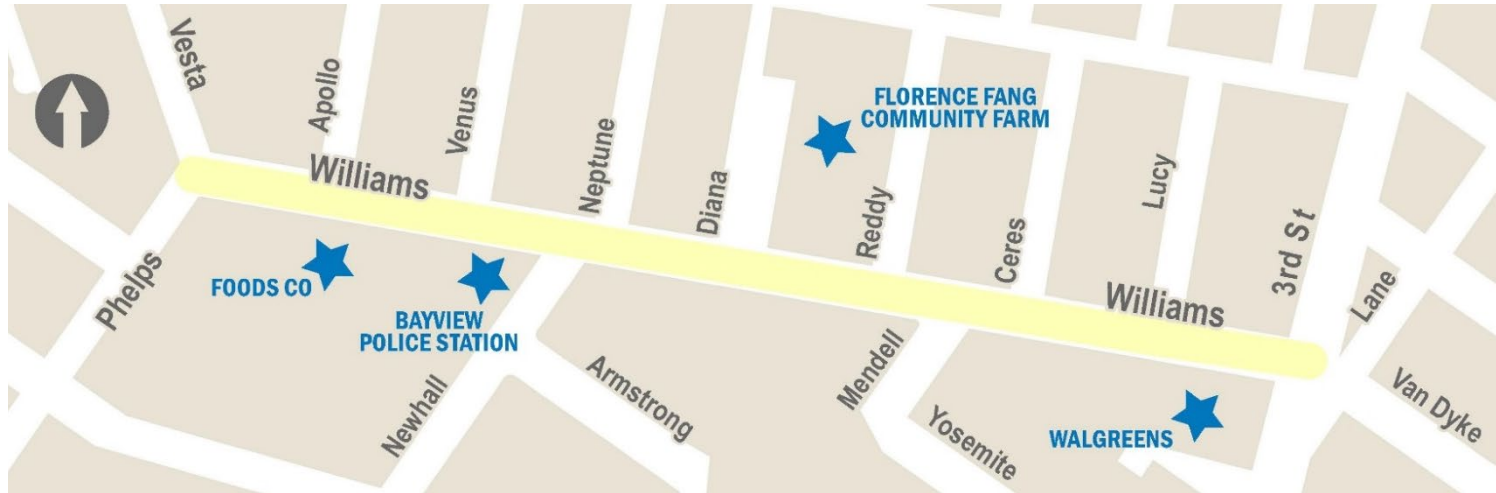 Vesta
Apollo
Venus
Neptune
Diana
FLORENCE FANG
COMMUNITY FARM
Reddy
Ceres
Lucy
3rd St
Lane
Williams
Williams
Phelps
FOODS CO
BAYVIEW
POLICE STATION
Newhall
Armstrong
Mendell
Yosemite
WALGREENS
Van Dyke